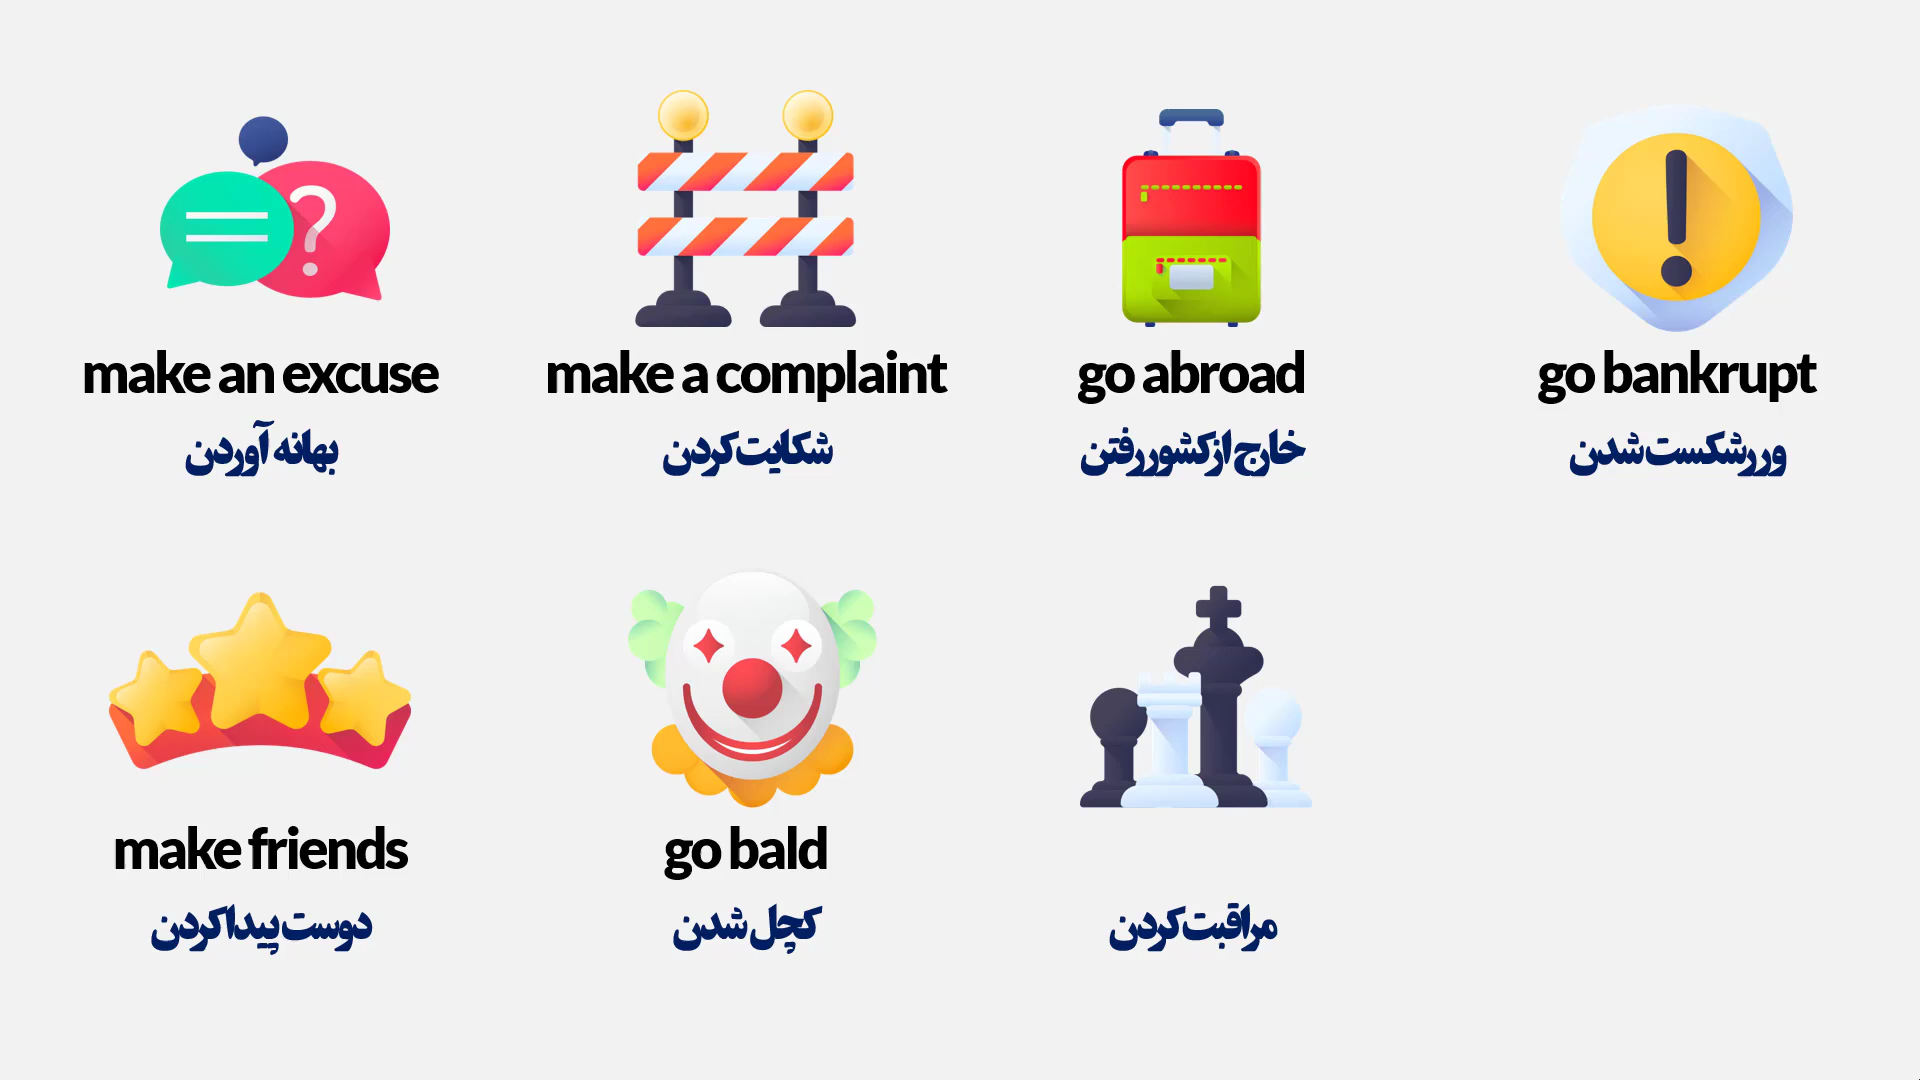 make an excuse
بهانه آوردن
make a complaint
شکایت کردن
go abroad
خارج از کشور رفتن
go bankrupt
ورشکست شدن
make friends
دوست پیدا کردن
go bald
کچل شدن
مراقبت کردن